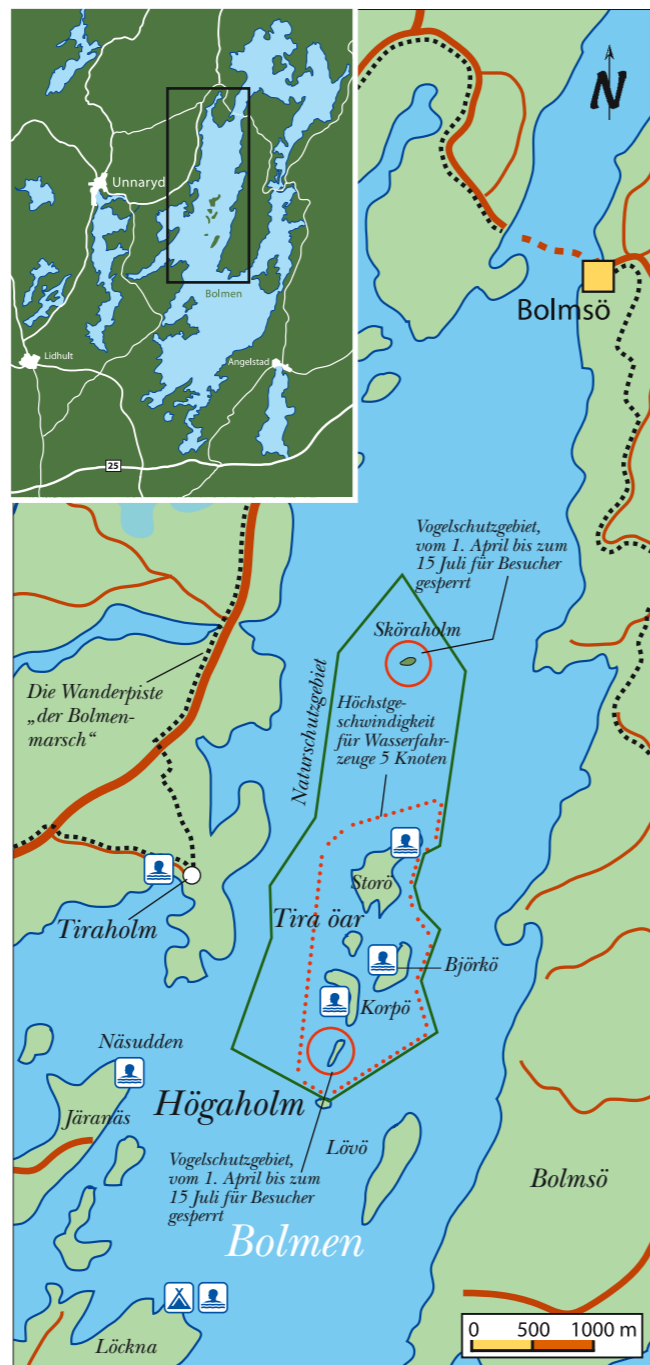 Unnaryd
Bolmen
Lidhult
Angelstad
25
N
Bolmsö
Vogelschutzgebiet,
vom 1. April bis zum
15 Juli für Besucher
gesperrt
Sköraholm
Naturschutzgebiet
Höchstge-
schwindigkeit
für Wasserfahr-
zeuge 5 Knoten
Die Wanderpiste
„der Bolmen-
marsch“
Storö
Tiraholm
Tira öar
Björkö
Korpö
Näsudden
Högaholm
Järanäs
Lövö
Vogelschutzgebiet,
vom 1. April bis zum
15 Juli für Besucher
gesperrt
Bolmsö
Bolmen
Löckna
0 500 1000 m